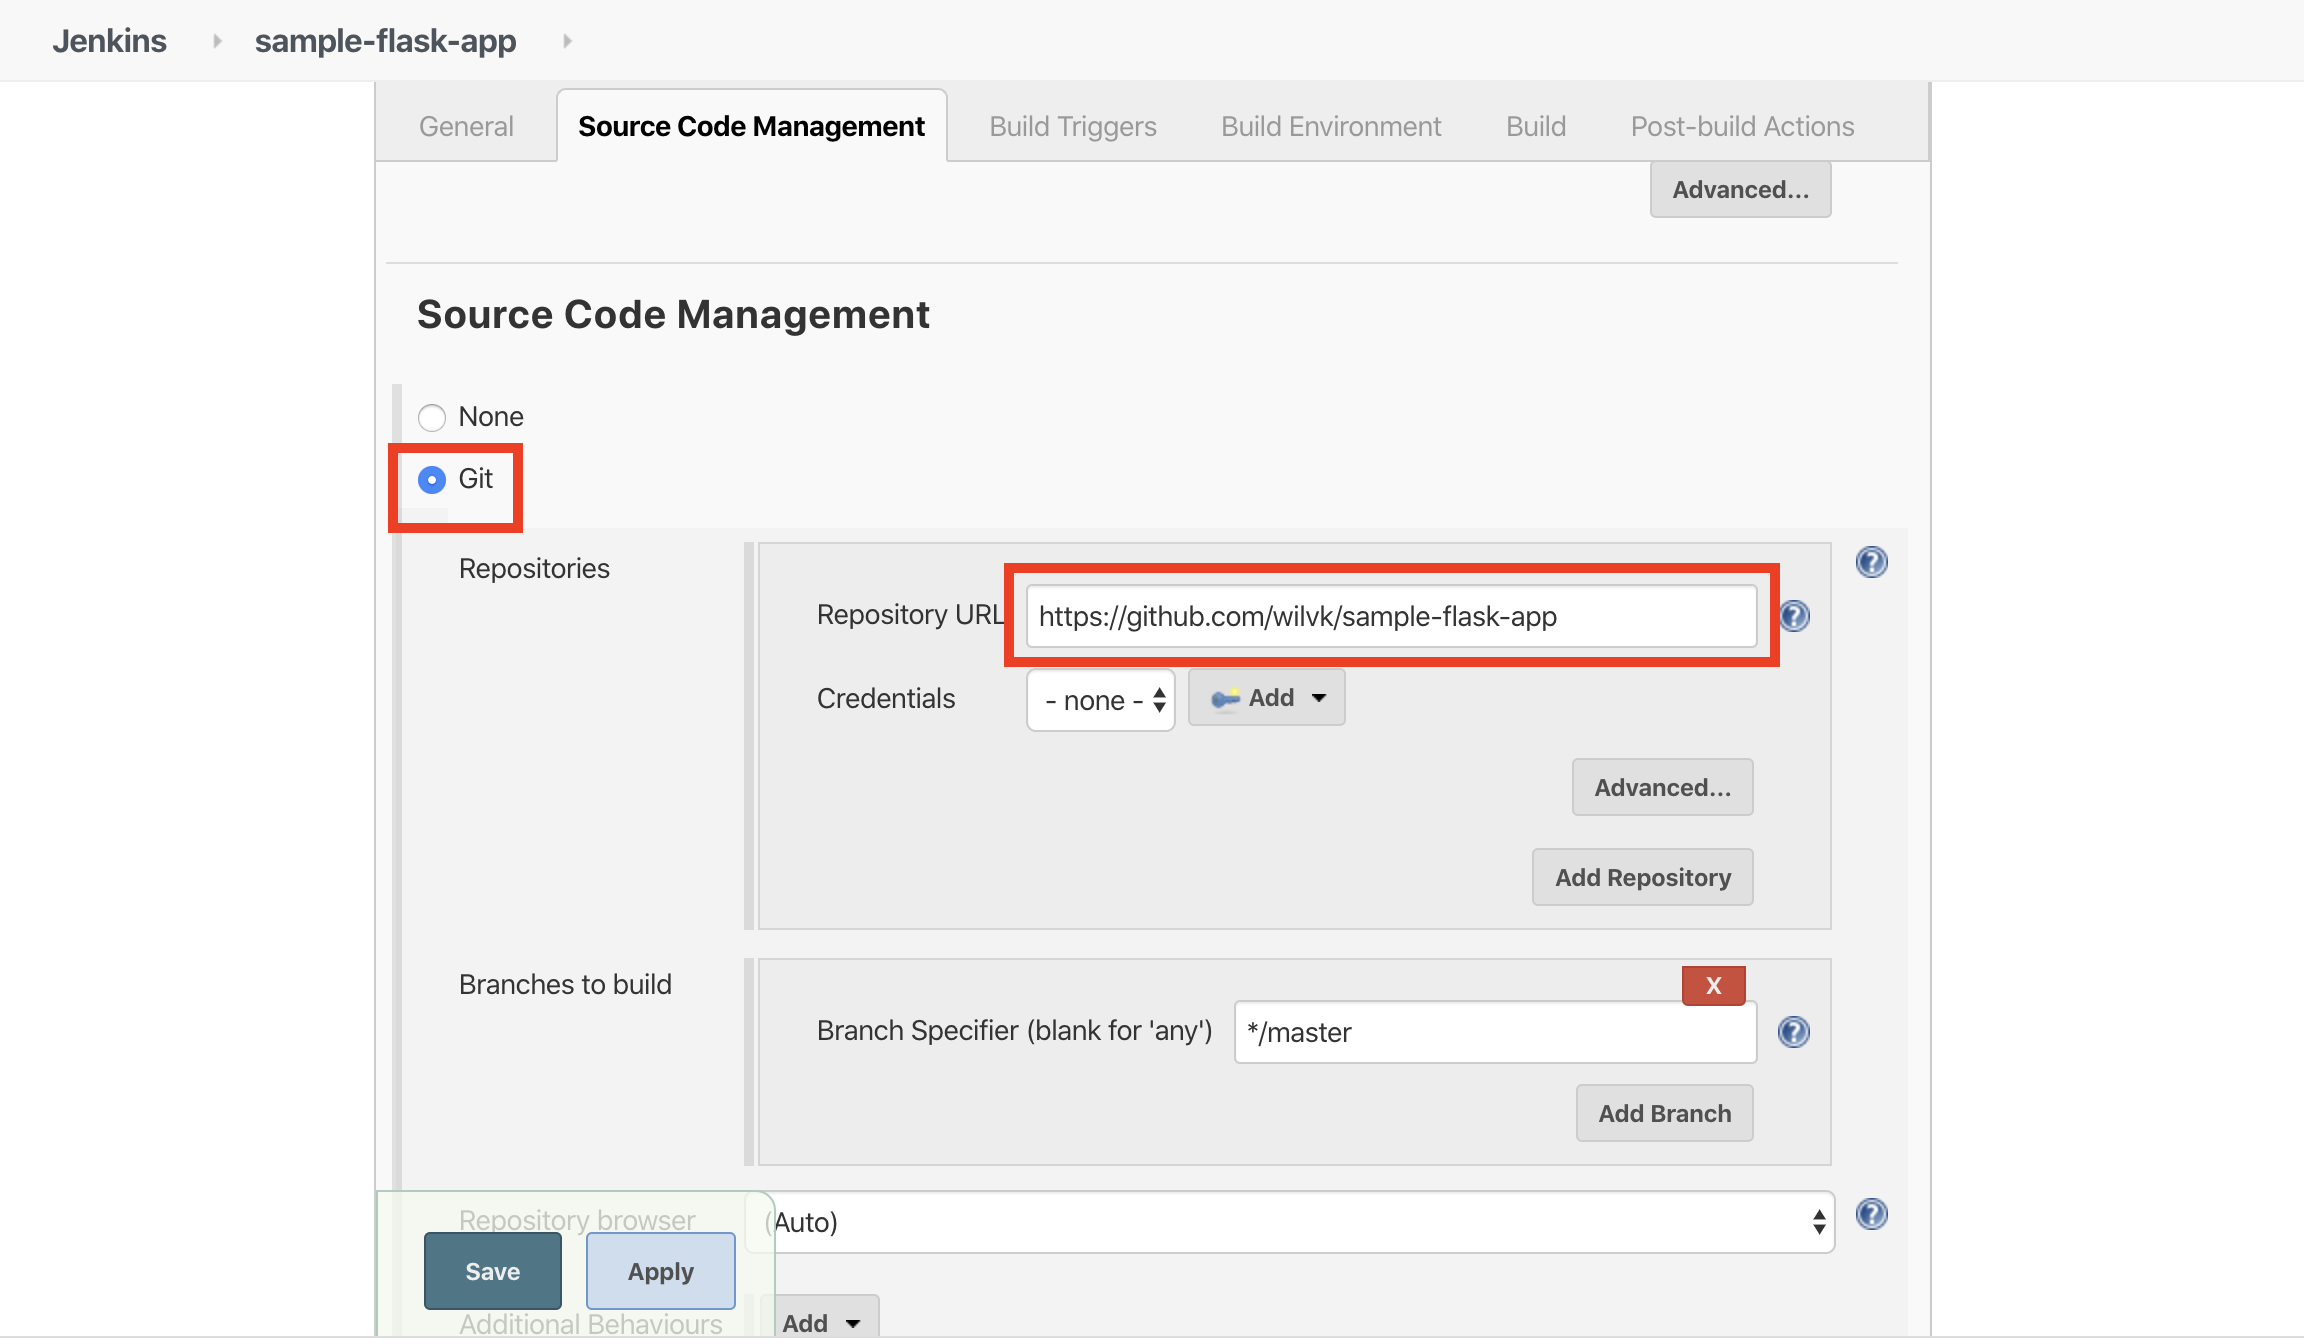 Jenkins sample-flask-app
General Source Code Management Build Triggers Build Environment Build Post-build Actions
Advanced...
Source Code Management
None
Git
Repositories
?
Repository URL https://github.com/wilvk/sample-flask-app ?
Credentials - none - Add
Advanced...
Add Repository
Branches to build
X
Branch Specifier (blank for 'any') */master ?
Add Branch
Repository browser (Auto) ?
Save Apply
Additional Behaviours Add